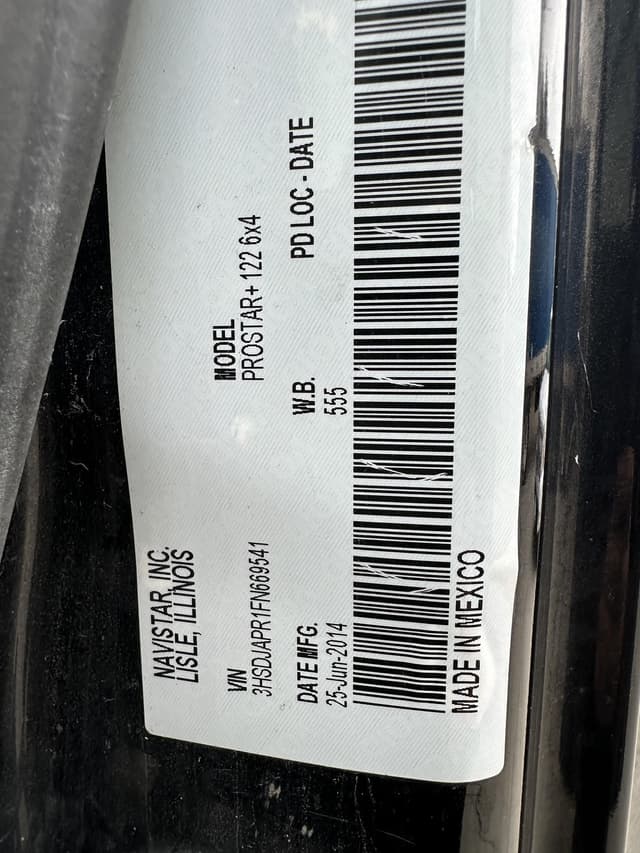 NAVISTAR, INC.
LISLE, ILLINOIS
VIN
3HSDJAPR1FN669541
MODEL
PROSTAR+ 122 6x4
DATE MFG.
25-Jun-2014
W.B.
555
PD LOC - DATE
MADE IN MEXICO